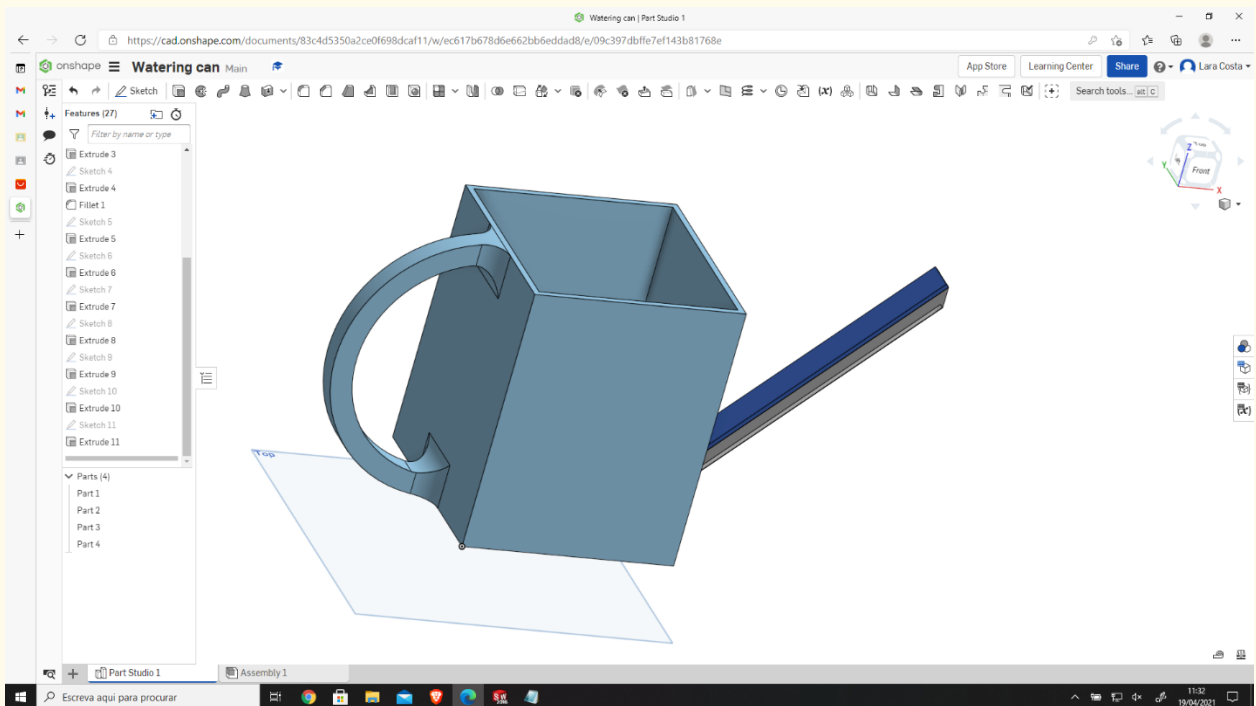 Watering can | Part Studio 1
https://cad.onshape.com/documents/83c4d5350a2ce0f698dcaf11/w/ec617b678d6e662bb6eddad8/e/09c397dbffe7ef143b81768e
onshape Watering can Main
App Store Learning Center Share Lara Costa
Sketch Search tools... alt C
Features (27)
Filter by name or type
Extrude 3
Sketch 4
Extrude 4
Fillet 1
Sketch 5
Extrude 5
Sketch 6
Extrude 6
Sketch 7
Extrude 7
Sketch 8
Extrude 8
Sketch 9
Extrude 9
Sketch 10
Extrude 10
Sketch 11
Extrude 11
Parts (4)
Part 1
Part 2
Part 3
Part 4
Top
Z
Y
Front
X
Part Studio 1 Assembly 1
Escreva aqui para procurar
11:32
19/04/2021